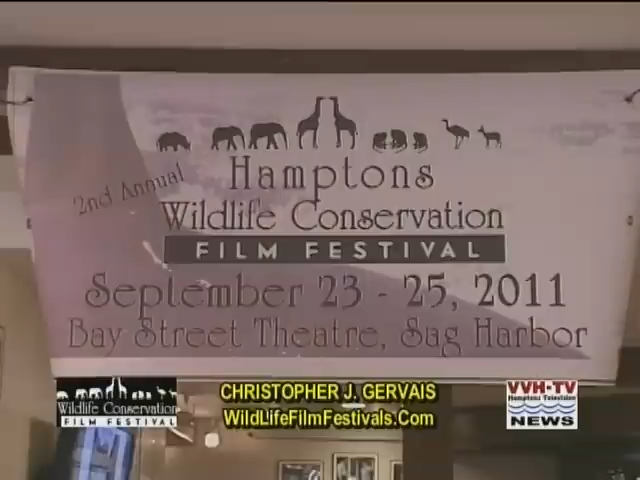 2nd Annual
Hamptons
Wildlife Conservation
FILM FESTIVAL
September 23 - 25, 2011
Bay Street Theatre, Sag Harbor
Wildlife Conservation
FILM FESTIVAL
CHRISTOPHER J. GERVAIS
WildLifeFilmFestivals.Com
VVH-TV
Hamptons Television
NEWS